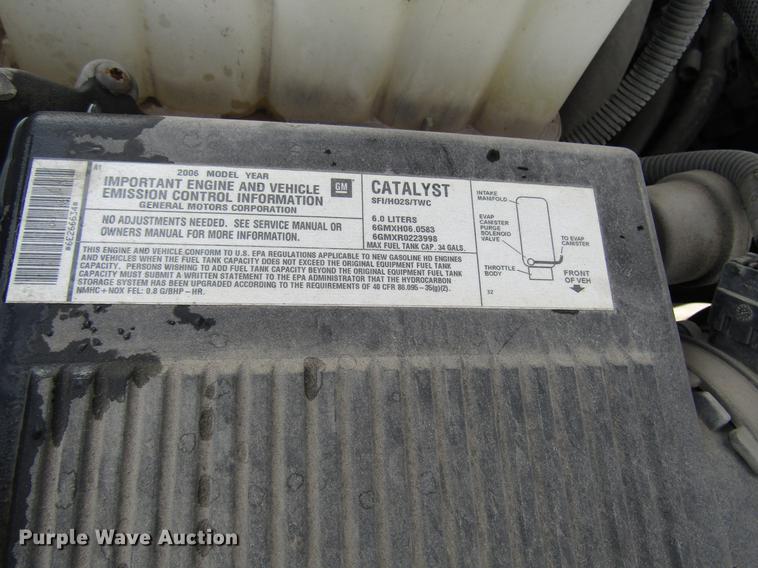 A1
2006 MODEL YEAR
IMPORTANT ENGINE AND VEHICLE
EMISSION CONTROL INFORMATION
GENERAL MOTORS CORPORATION
GM
NO ADJUSTMENTS NEEDED. SEE SERVICE MANUAL OR
OWNERS MANUAL FOR MORE INFORMATION.
CATALYST
SFI/HO2S/TWC
6.0 LITERS
6GMXH06.0583
6GMXR0223998
MAX FUEL TANK CAP. 34 GALS.
THIS ENGINE AND VEHICLE CONFORM TO U.S. EPA REGULATIONS APPLICABLE TO NEW GASOLINE HD ENGINES
AND VEHICLES WHEN THE FUEL TANK CAPACITY DOES NOT EXCEED THE ORIGINAL EQUIPMENT FUEL TANK
CAPACITY. PERSONS WISHING TO ADD FUEL TANK CAPACITY BEYOND THE ORIGINAL EQUIPMENT FUEL TANK
CAPACITY MUST SUBMIT A WRITTEN STATEMENT TO THE EPA ADMINISTRATOR THAT THE HYDROCARBON
STORAGE SYSTEM HAS BEEN UPGRADED ACCORDING TO THE REQUIREMENTS OF 40 CFR 86.095-35(g)(2).
NMHC + NOX FEL: 0.8 G/BHP-HR.
INTAKE
MANIFOLD
EVAP
CANISTER
PURGE
SOLENOID
VALVE
TO EVAP
CANISTER
THROTTLE
BODY
FRONT
OF VEH
32
*6E266634*
Purple Wave Auction